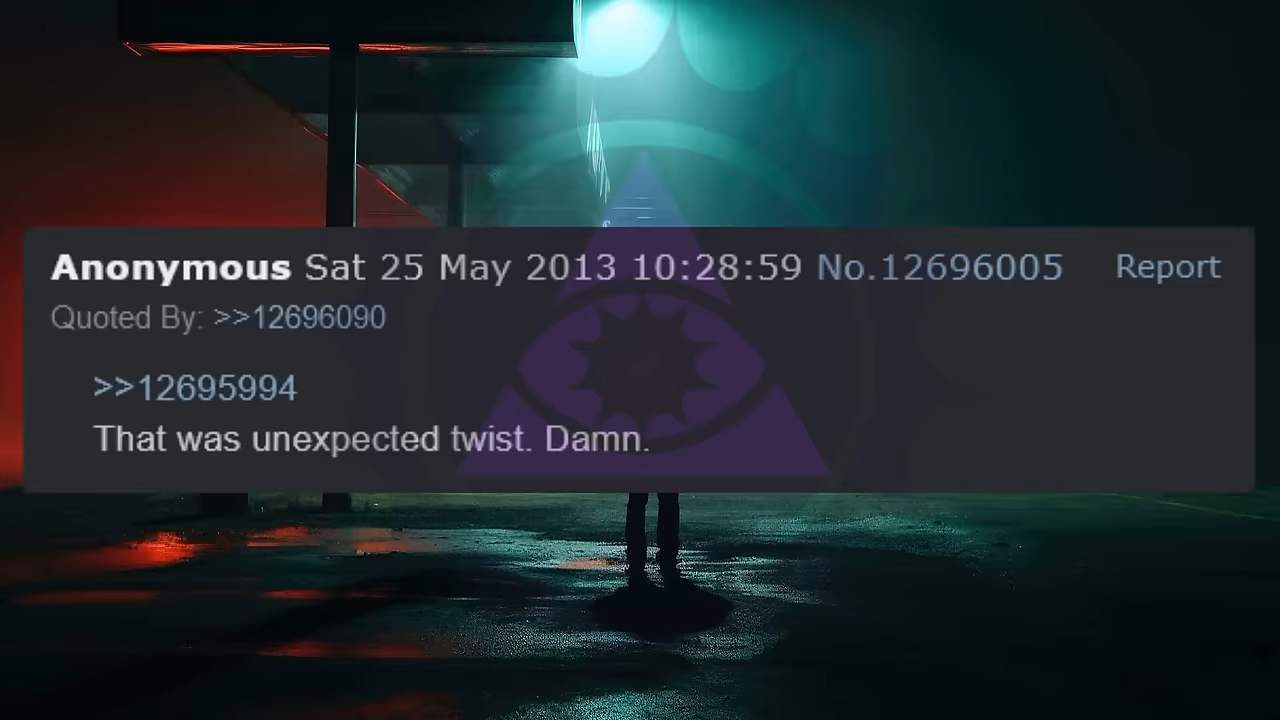 Anonymous Sat 25 May 2013 10:28:59 No.12696005 Report
Quoted By: >>12696090
>>12695994
That was unexpected twist. Damn.